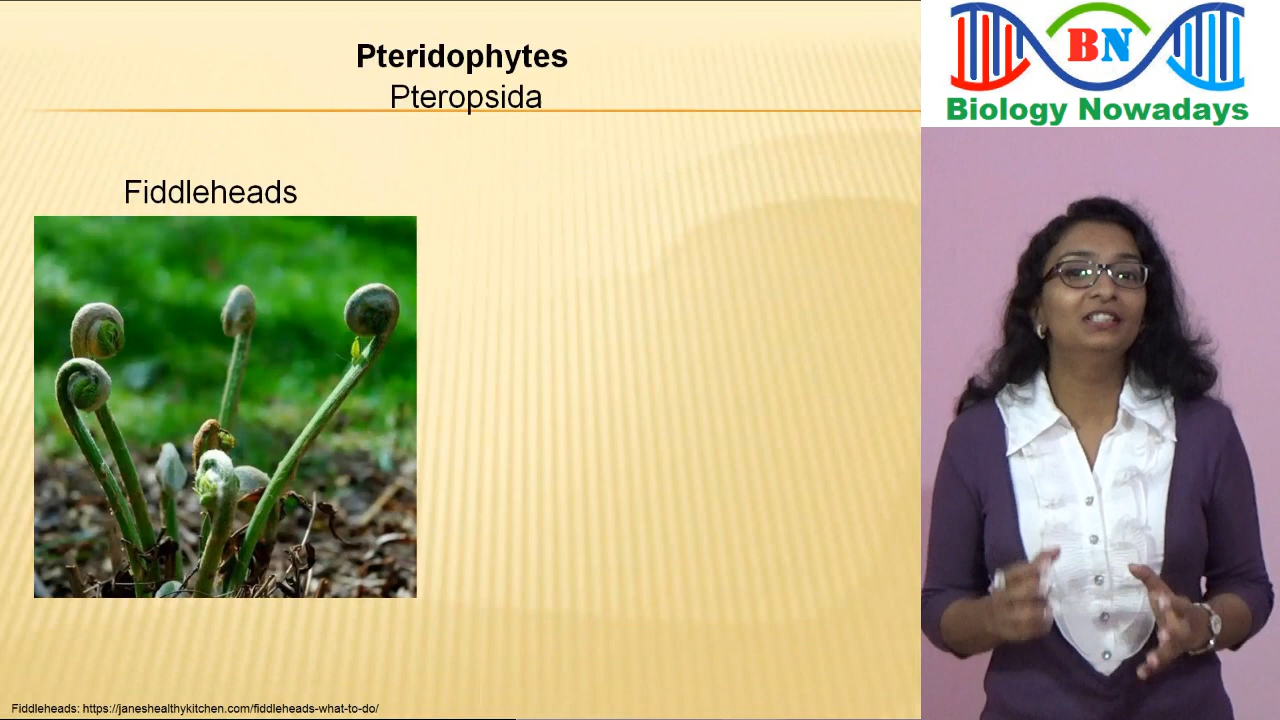 Pteridophytes
Pteropsida
Fiddleheads
Fiddleheads: https://janeshealthykitchen.com/fiddleheads-what-to-do/
BN
Biology Nowadays